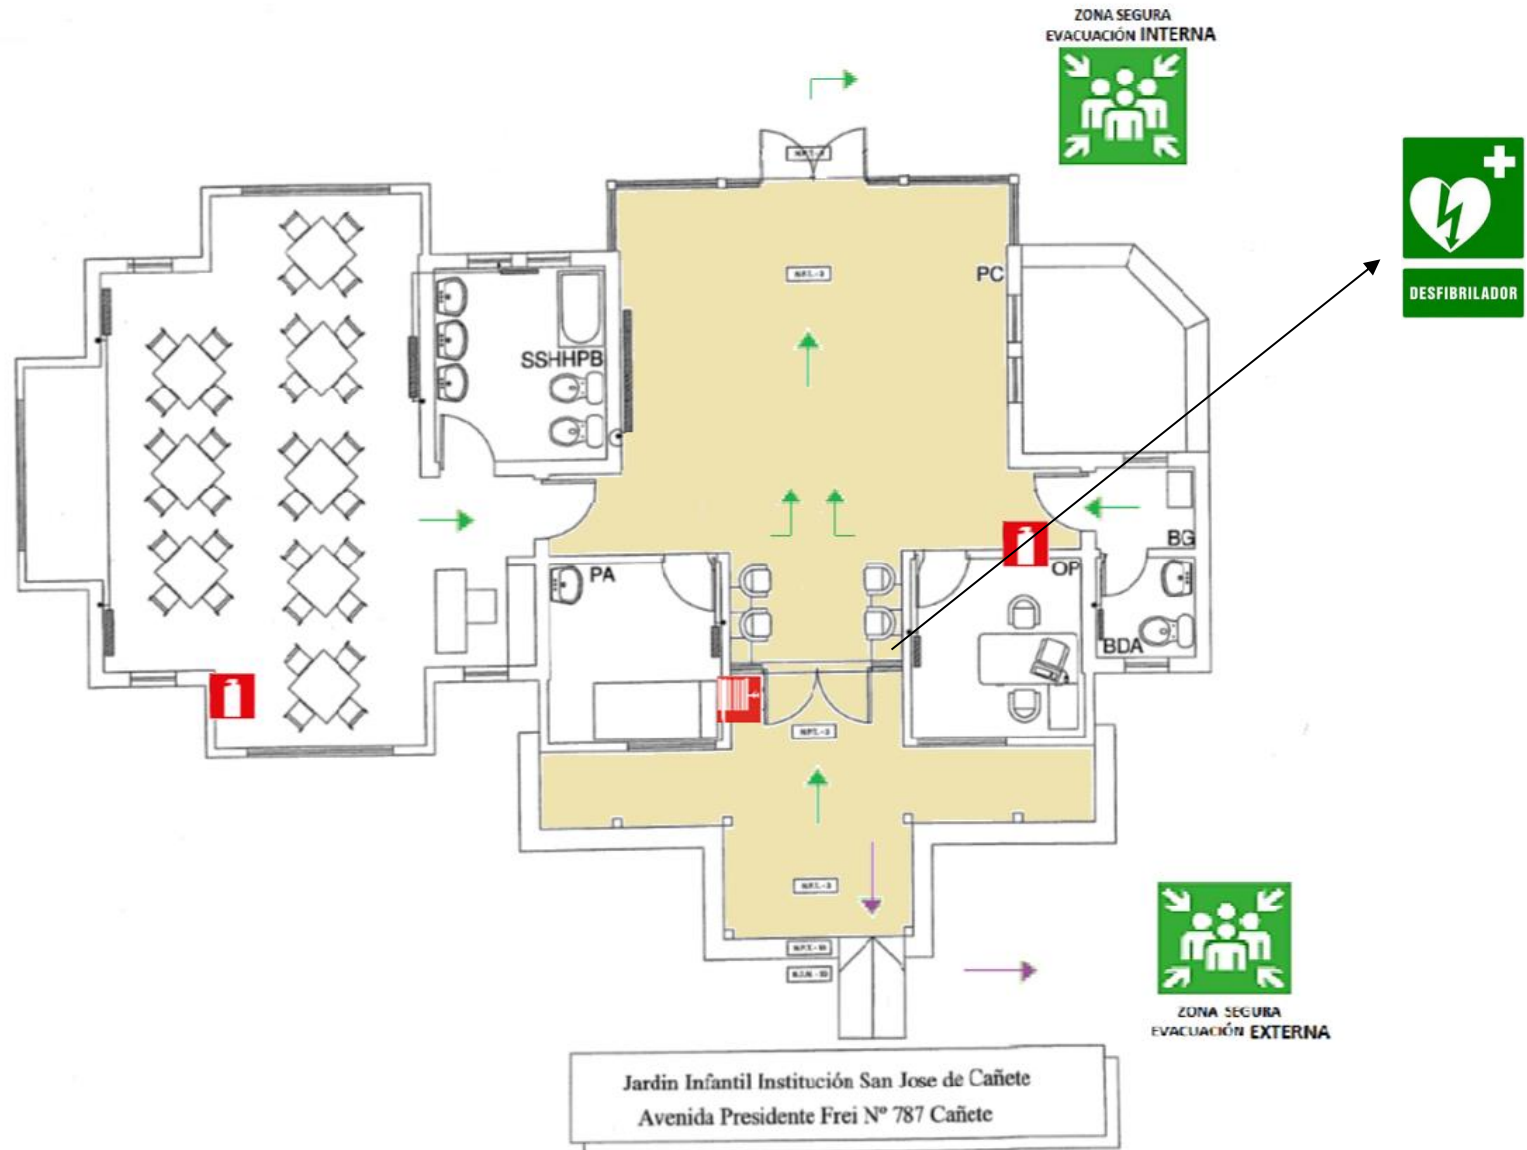 ZONA SEGURA
EVACUACIÓN INTERNA
DESFIBRILADOR
PC
SSHHPB
BG
PA
OP
BDA
ZONA SEGURA
EVACUACIÓN EXTERNA
Jardin Infantil Institución San Jose de Cañete
Avenida Presidente Frei Nº 787 Cañete